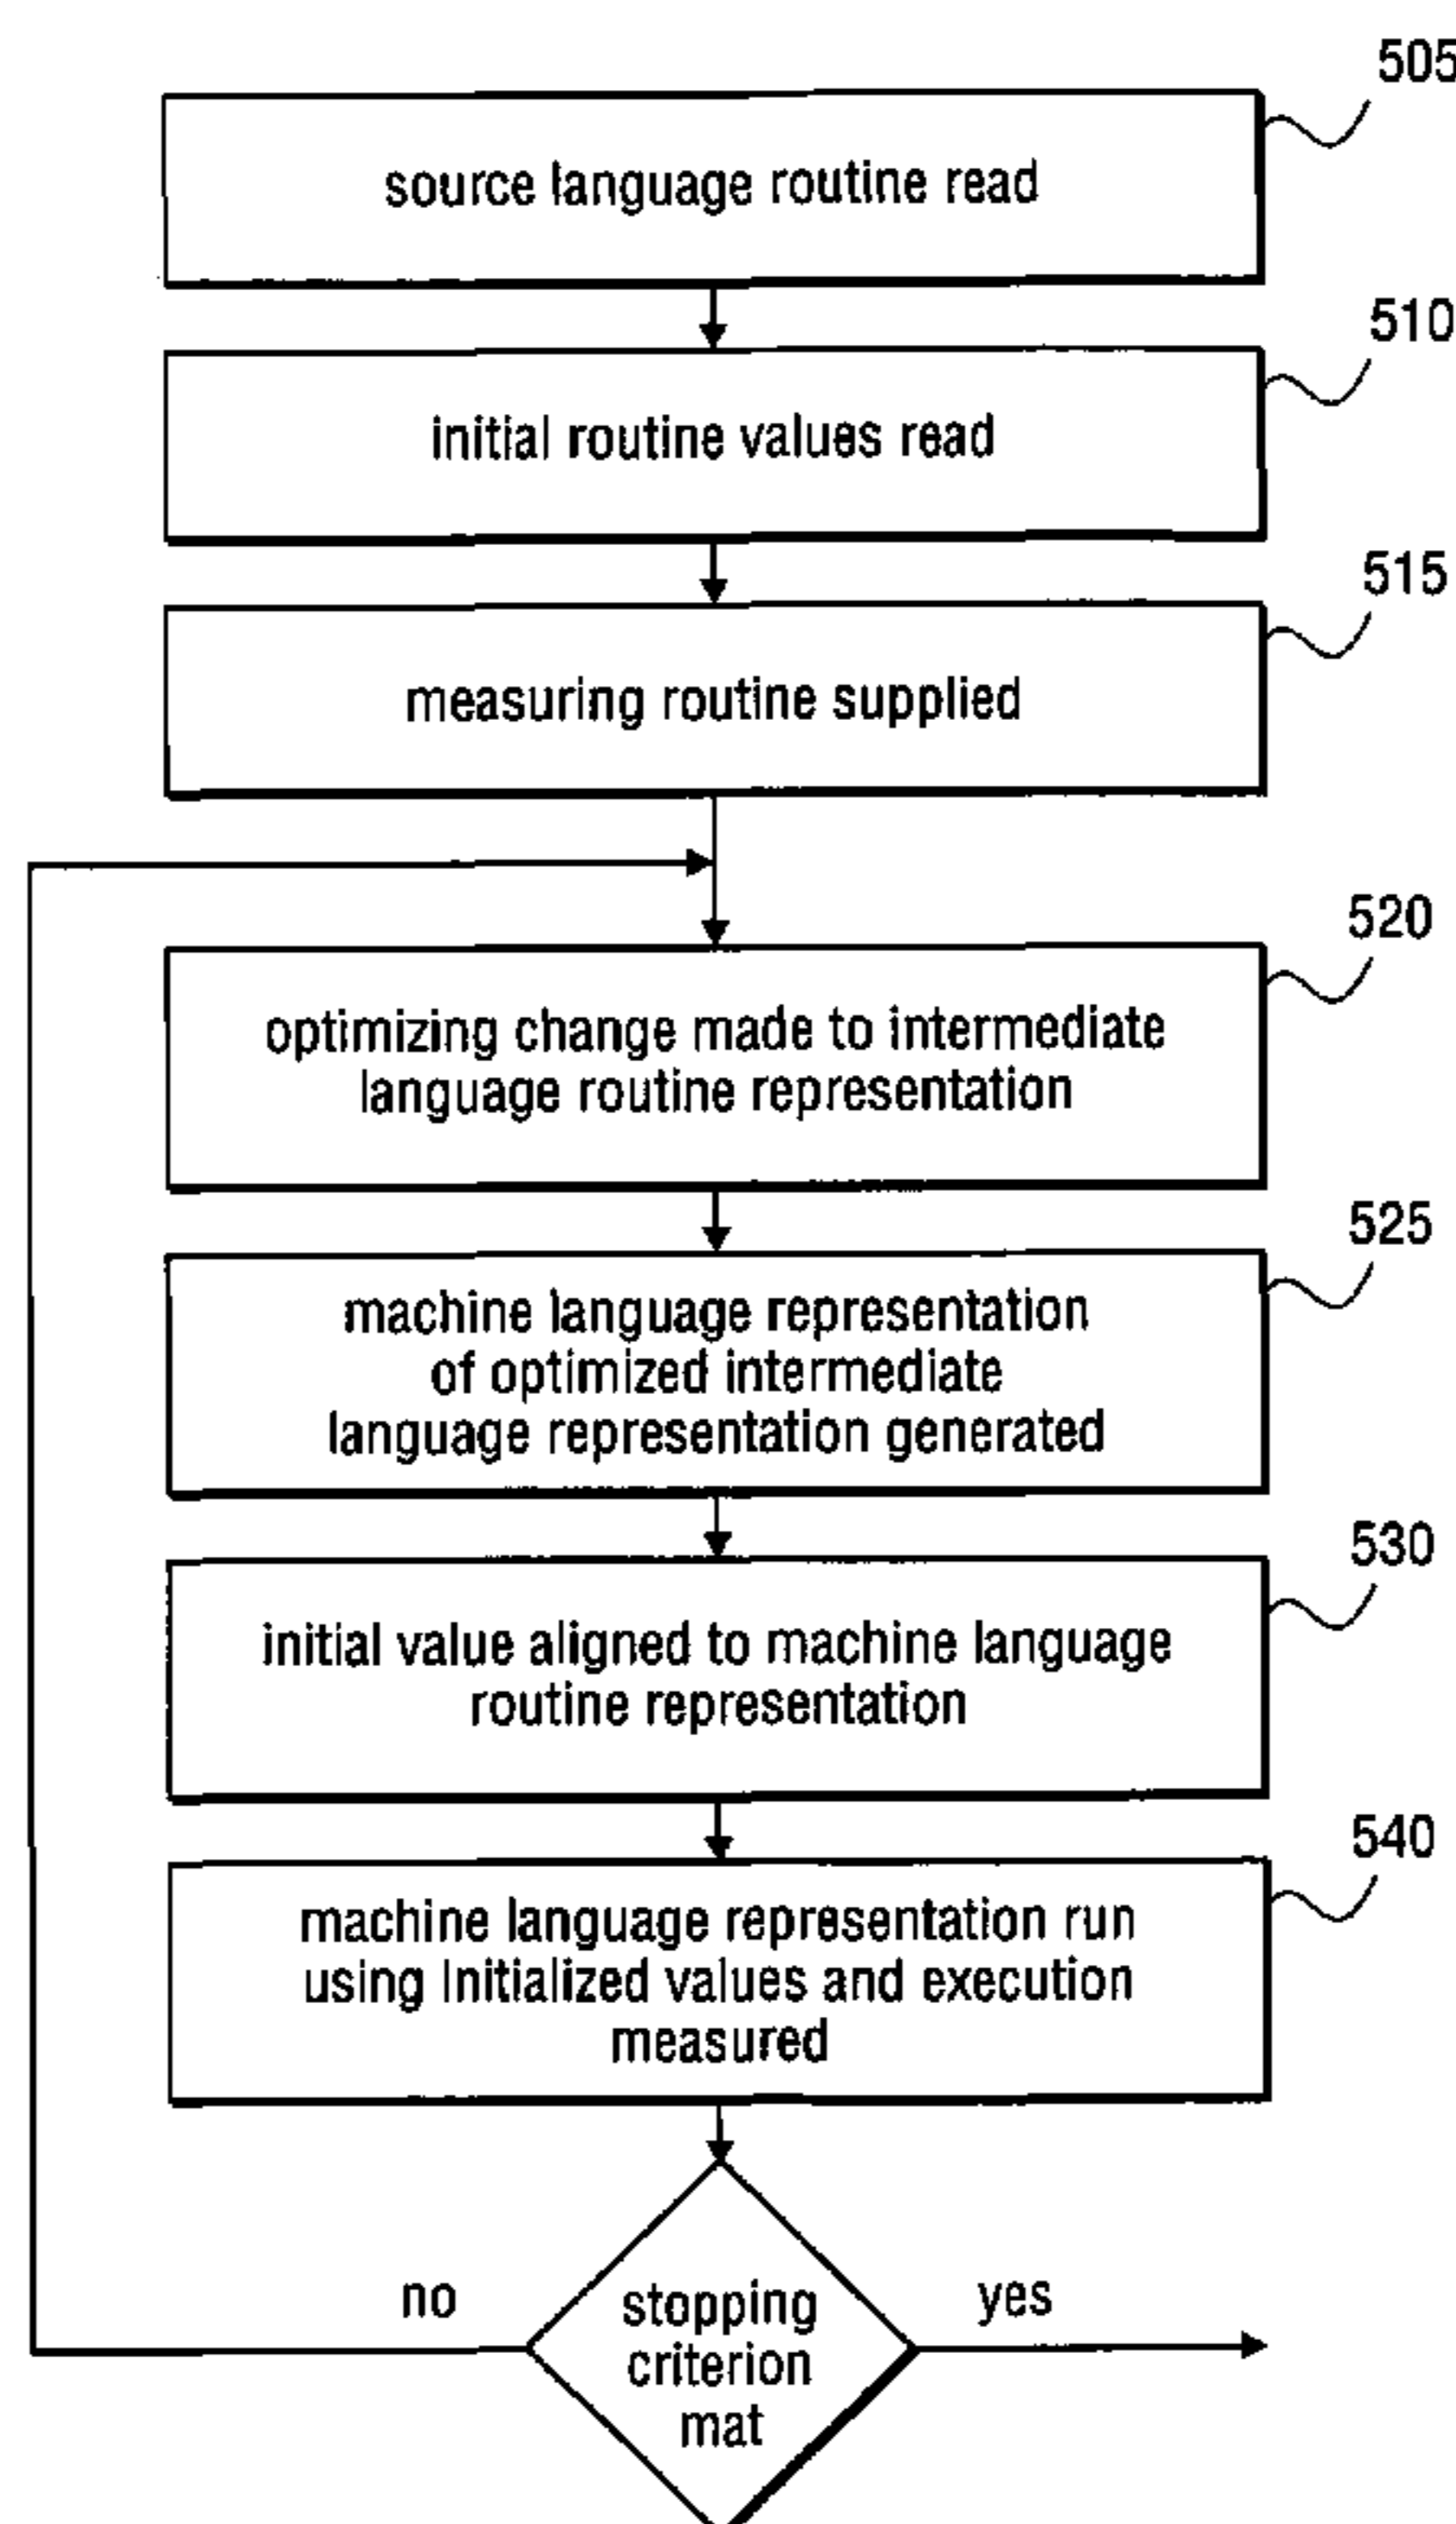 505
source language routine read
510
initial routine values read
515
measuring routine supplied
520
optimizing change made to intermediate
language routine representation
525
machine language representation
of optimized intermediate
language representation generated
530
initial value aligned to machine language
routine representation
540
machine language representation run
using Initialized values and execution
measured
no
yes
stopping
criterion
mat